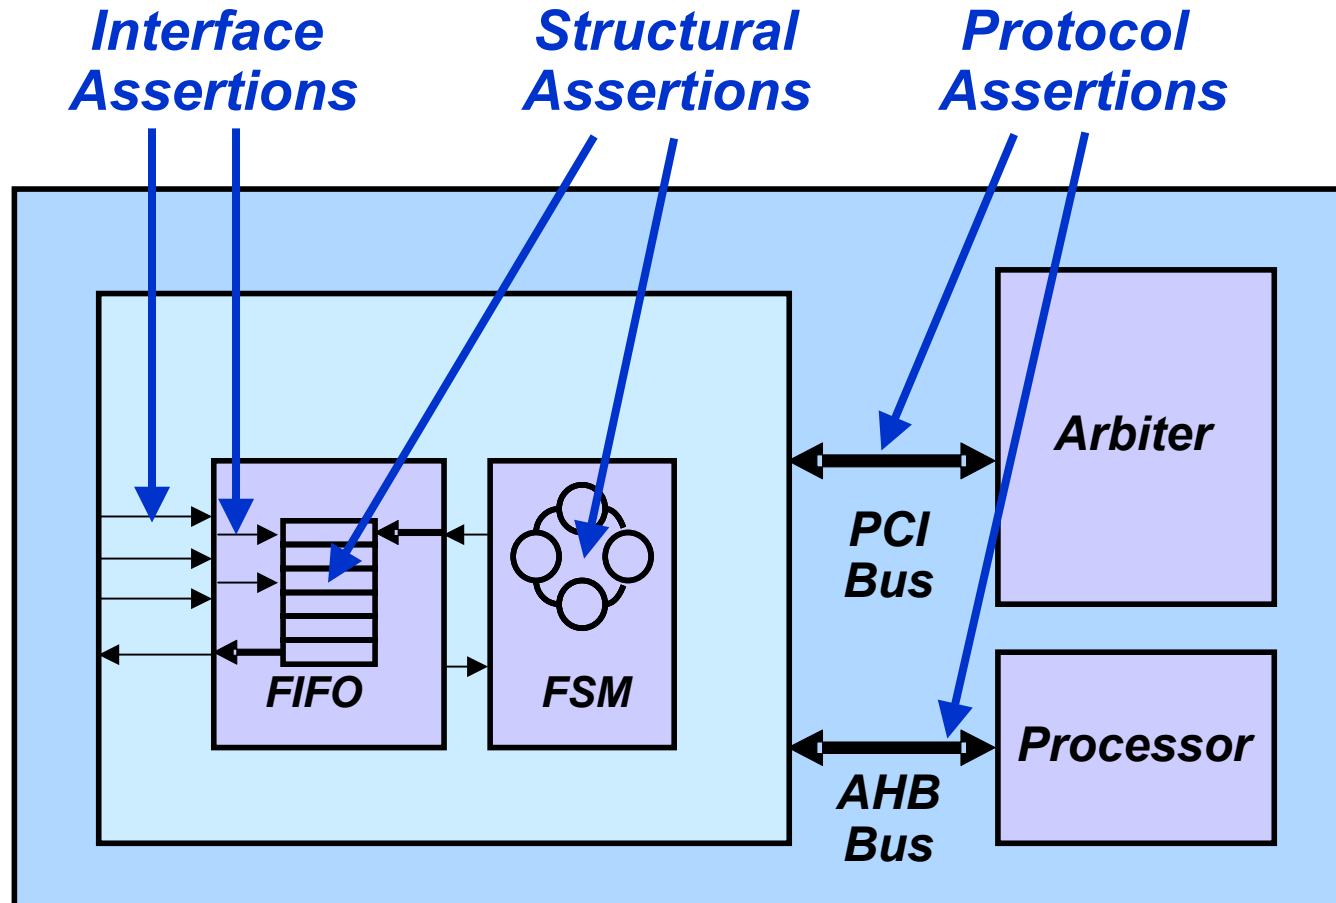 Interface
Assertions
Structural
Assertions
Protocol
Assertions
Arbiter
PCI
Bus
FIFO
FSM
Processor
AHB
Bus